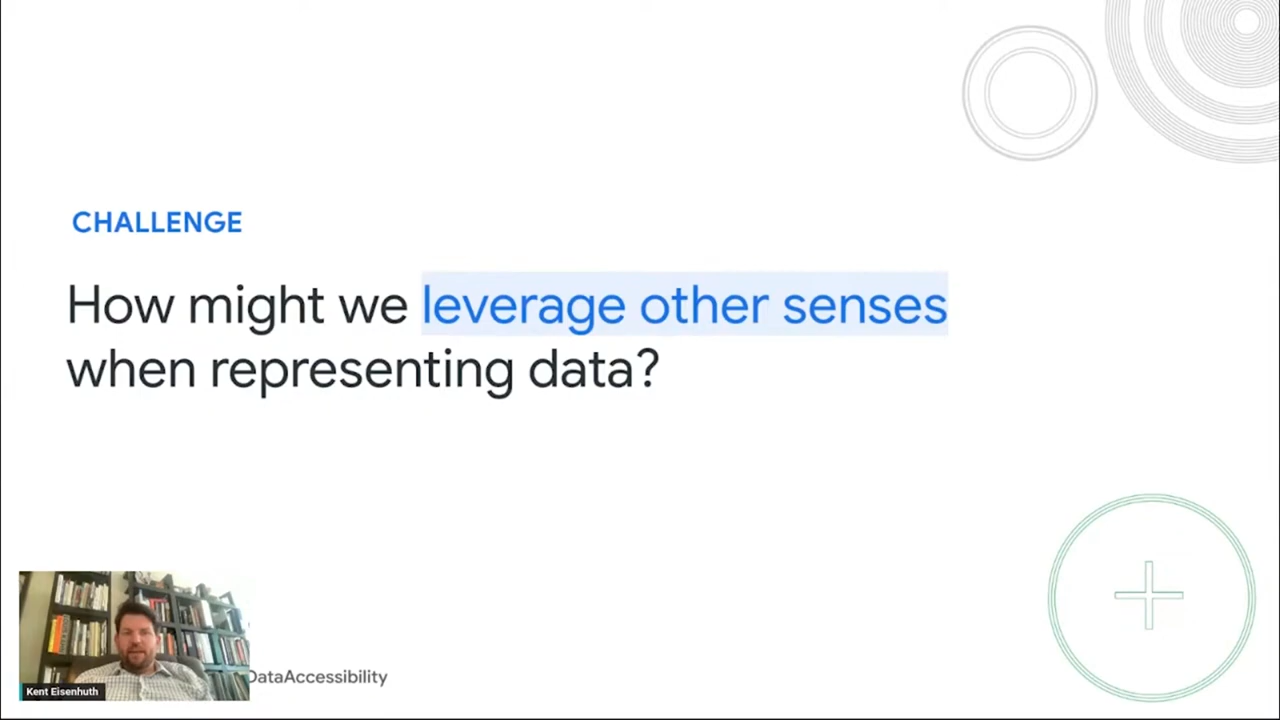 CHALLENGE
How might we leverage other senses
when representing data?
DataAccessibility
Kent Eisenhuth